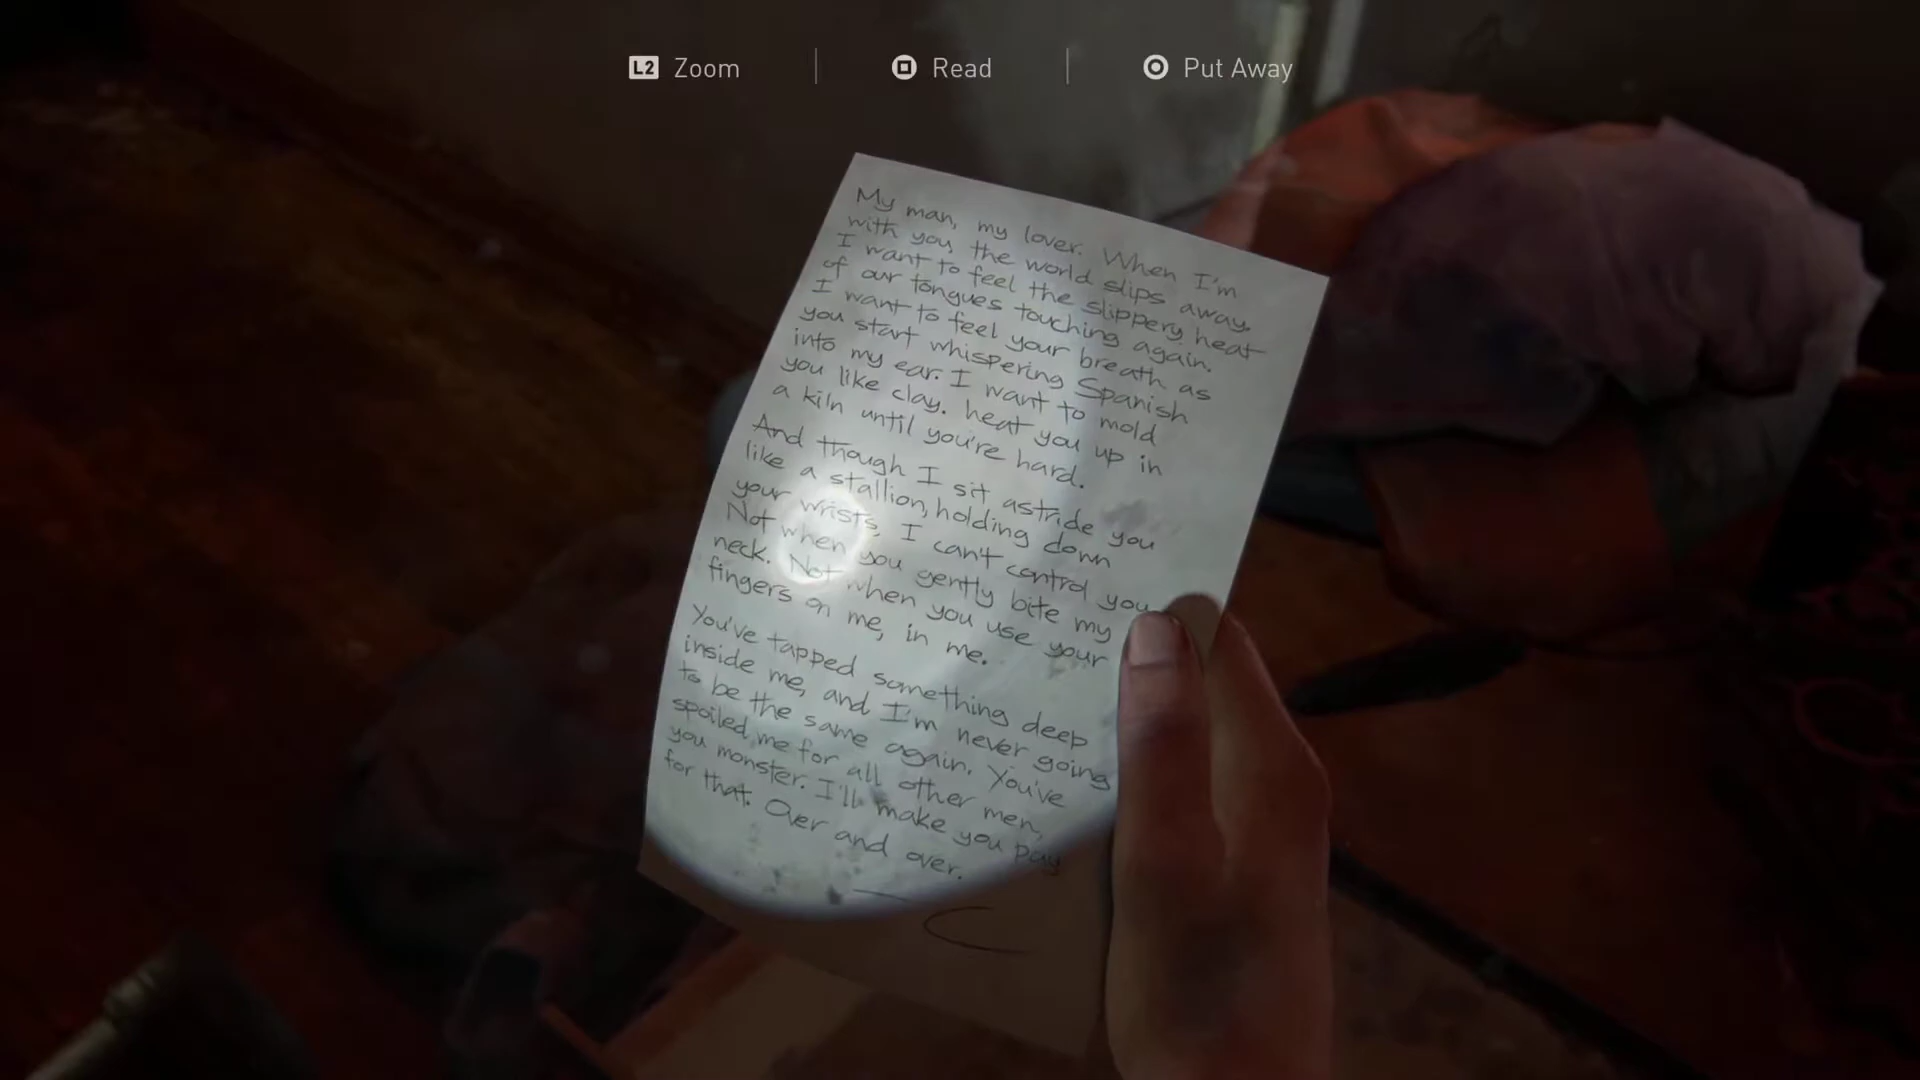 L2 Zoom | Read | Put Away
My man, my lover. When I'm
with you, the world slips away.
I want to feel the slippery heat
of our tongues touching again.
I want to feel your breath as
you start whispering Spanish
into my ear. I want to mold
you like clay. heat you up in
a kiln until you're hard.
And though I sit astride you
like a stallion, holding down
your wrists, I can't control you.
Not when you gently bite my
neck. Not when you use your
fingers on me, in me.
You've tapped something deep
inside me, and I'm never going
to be the same again. You've
spoiled me for all other men,
you monster. I'll make you pay
for that. Over and over.
— C